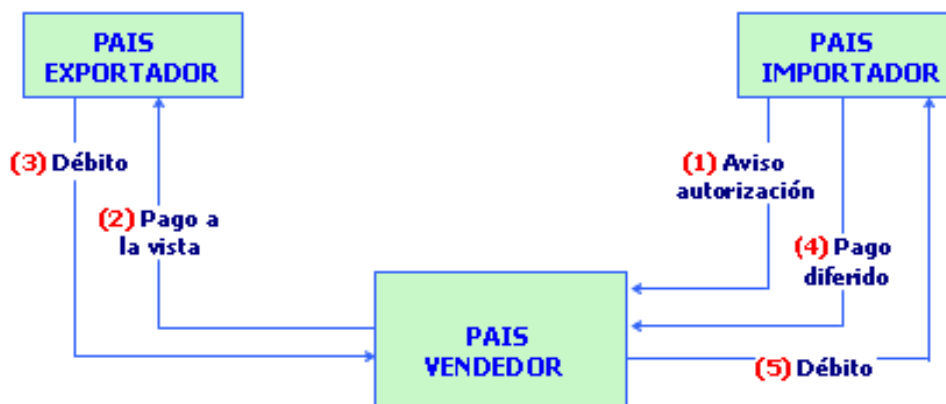 PAIS
EXPORTADOR
PAIS
IMPORTADOR
(3) Débito
(1) Aviso
autorización
(2) Pago a
la vista
(4) Pago
diferido
PAIS
VENDEDOR
(5) Débito